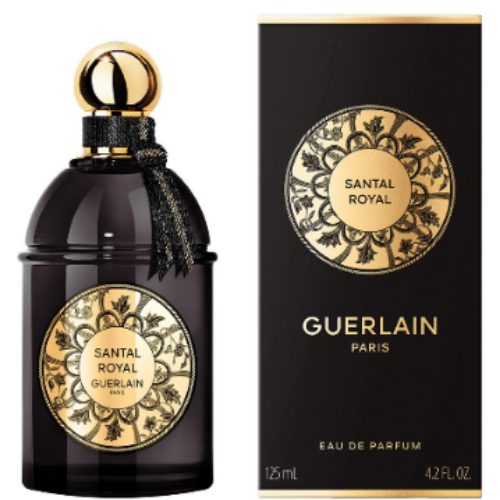 SANTAL
ROYAL
GUERLAIN
PARIS
SANTAL
ROYAL
GUERLAIN
PARIS
EAU DE PARFUM
125 mL 4.2 FL. OZ.